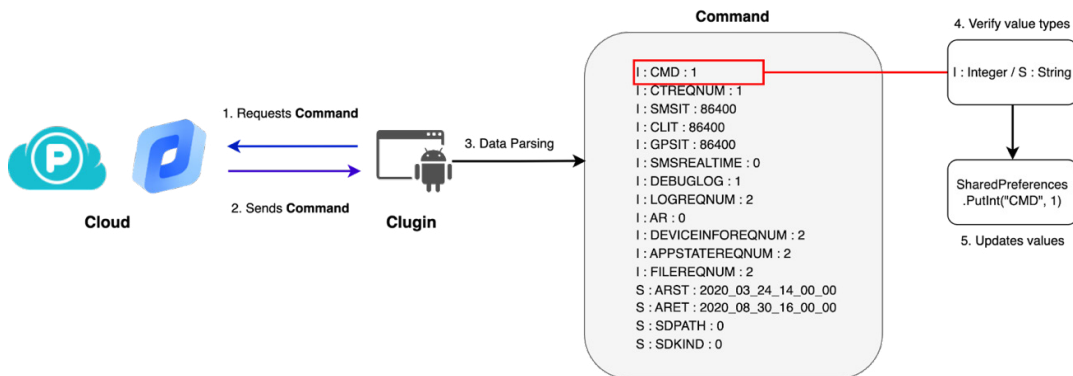 Command
4. Verify value types
I : CMD : 1
I : Integer / S : String
I : CTREQNUM : 1
I : SMSIT : 86400
I : CLIT : 86400
I : GPSIT : 86400
I : SMSREALTIME : 0
I : DEBUGLOG : 1
I : LOGREQNUM : 2
I : AR : 0
I : DEVICEINFOREQNUM : 2
I : APPSTATEREQNUM : 2
I : FILEREQNUM : 2
S : ARST : 2020_03_24_14_00_00
S : ARET : 2020_08_30_16_00_00
S : SDPATH : 0
S : SDKIND : 0
1. Requests Command
3. Data Parsing
P
2. Sends Command
Cloud
Clugin
SharedPreferences
.PutInt("CMD", 1)
5. Updates values